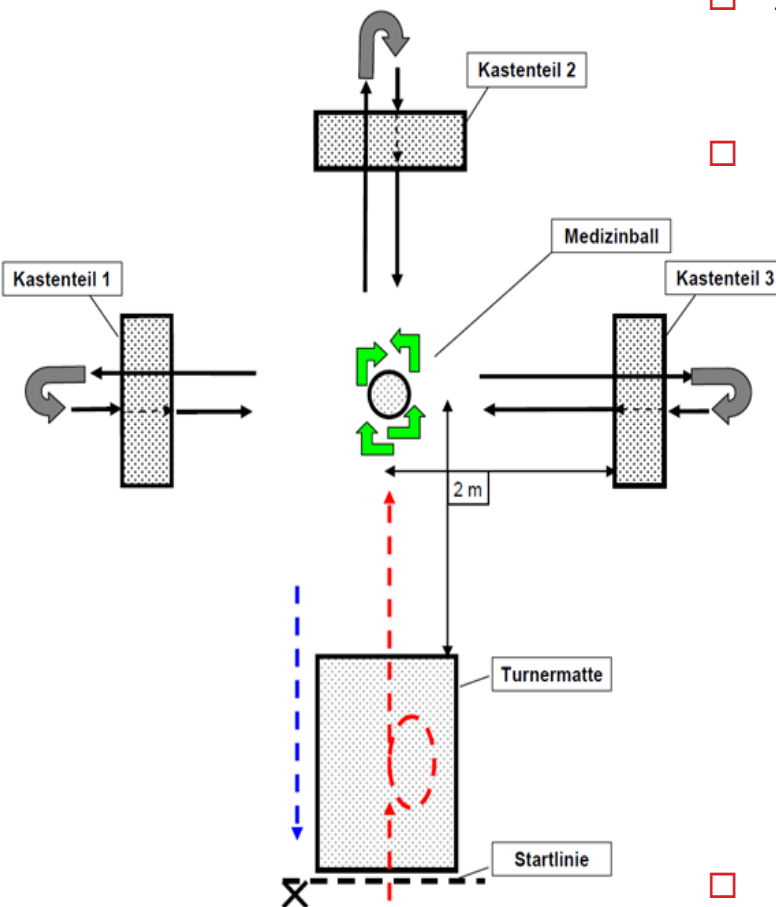 Kastenteil 2
Medizinball
Kastenteil 1
Kastenteil 3
2 m
Turnermatte
Startlinie
X